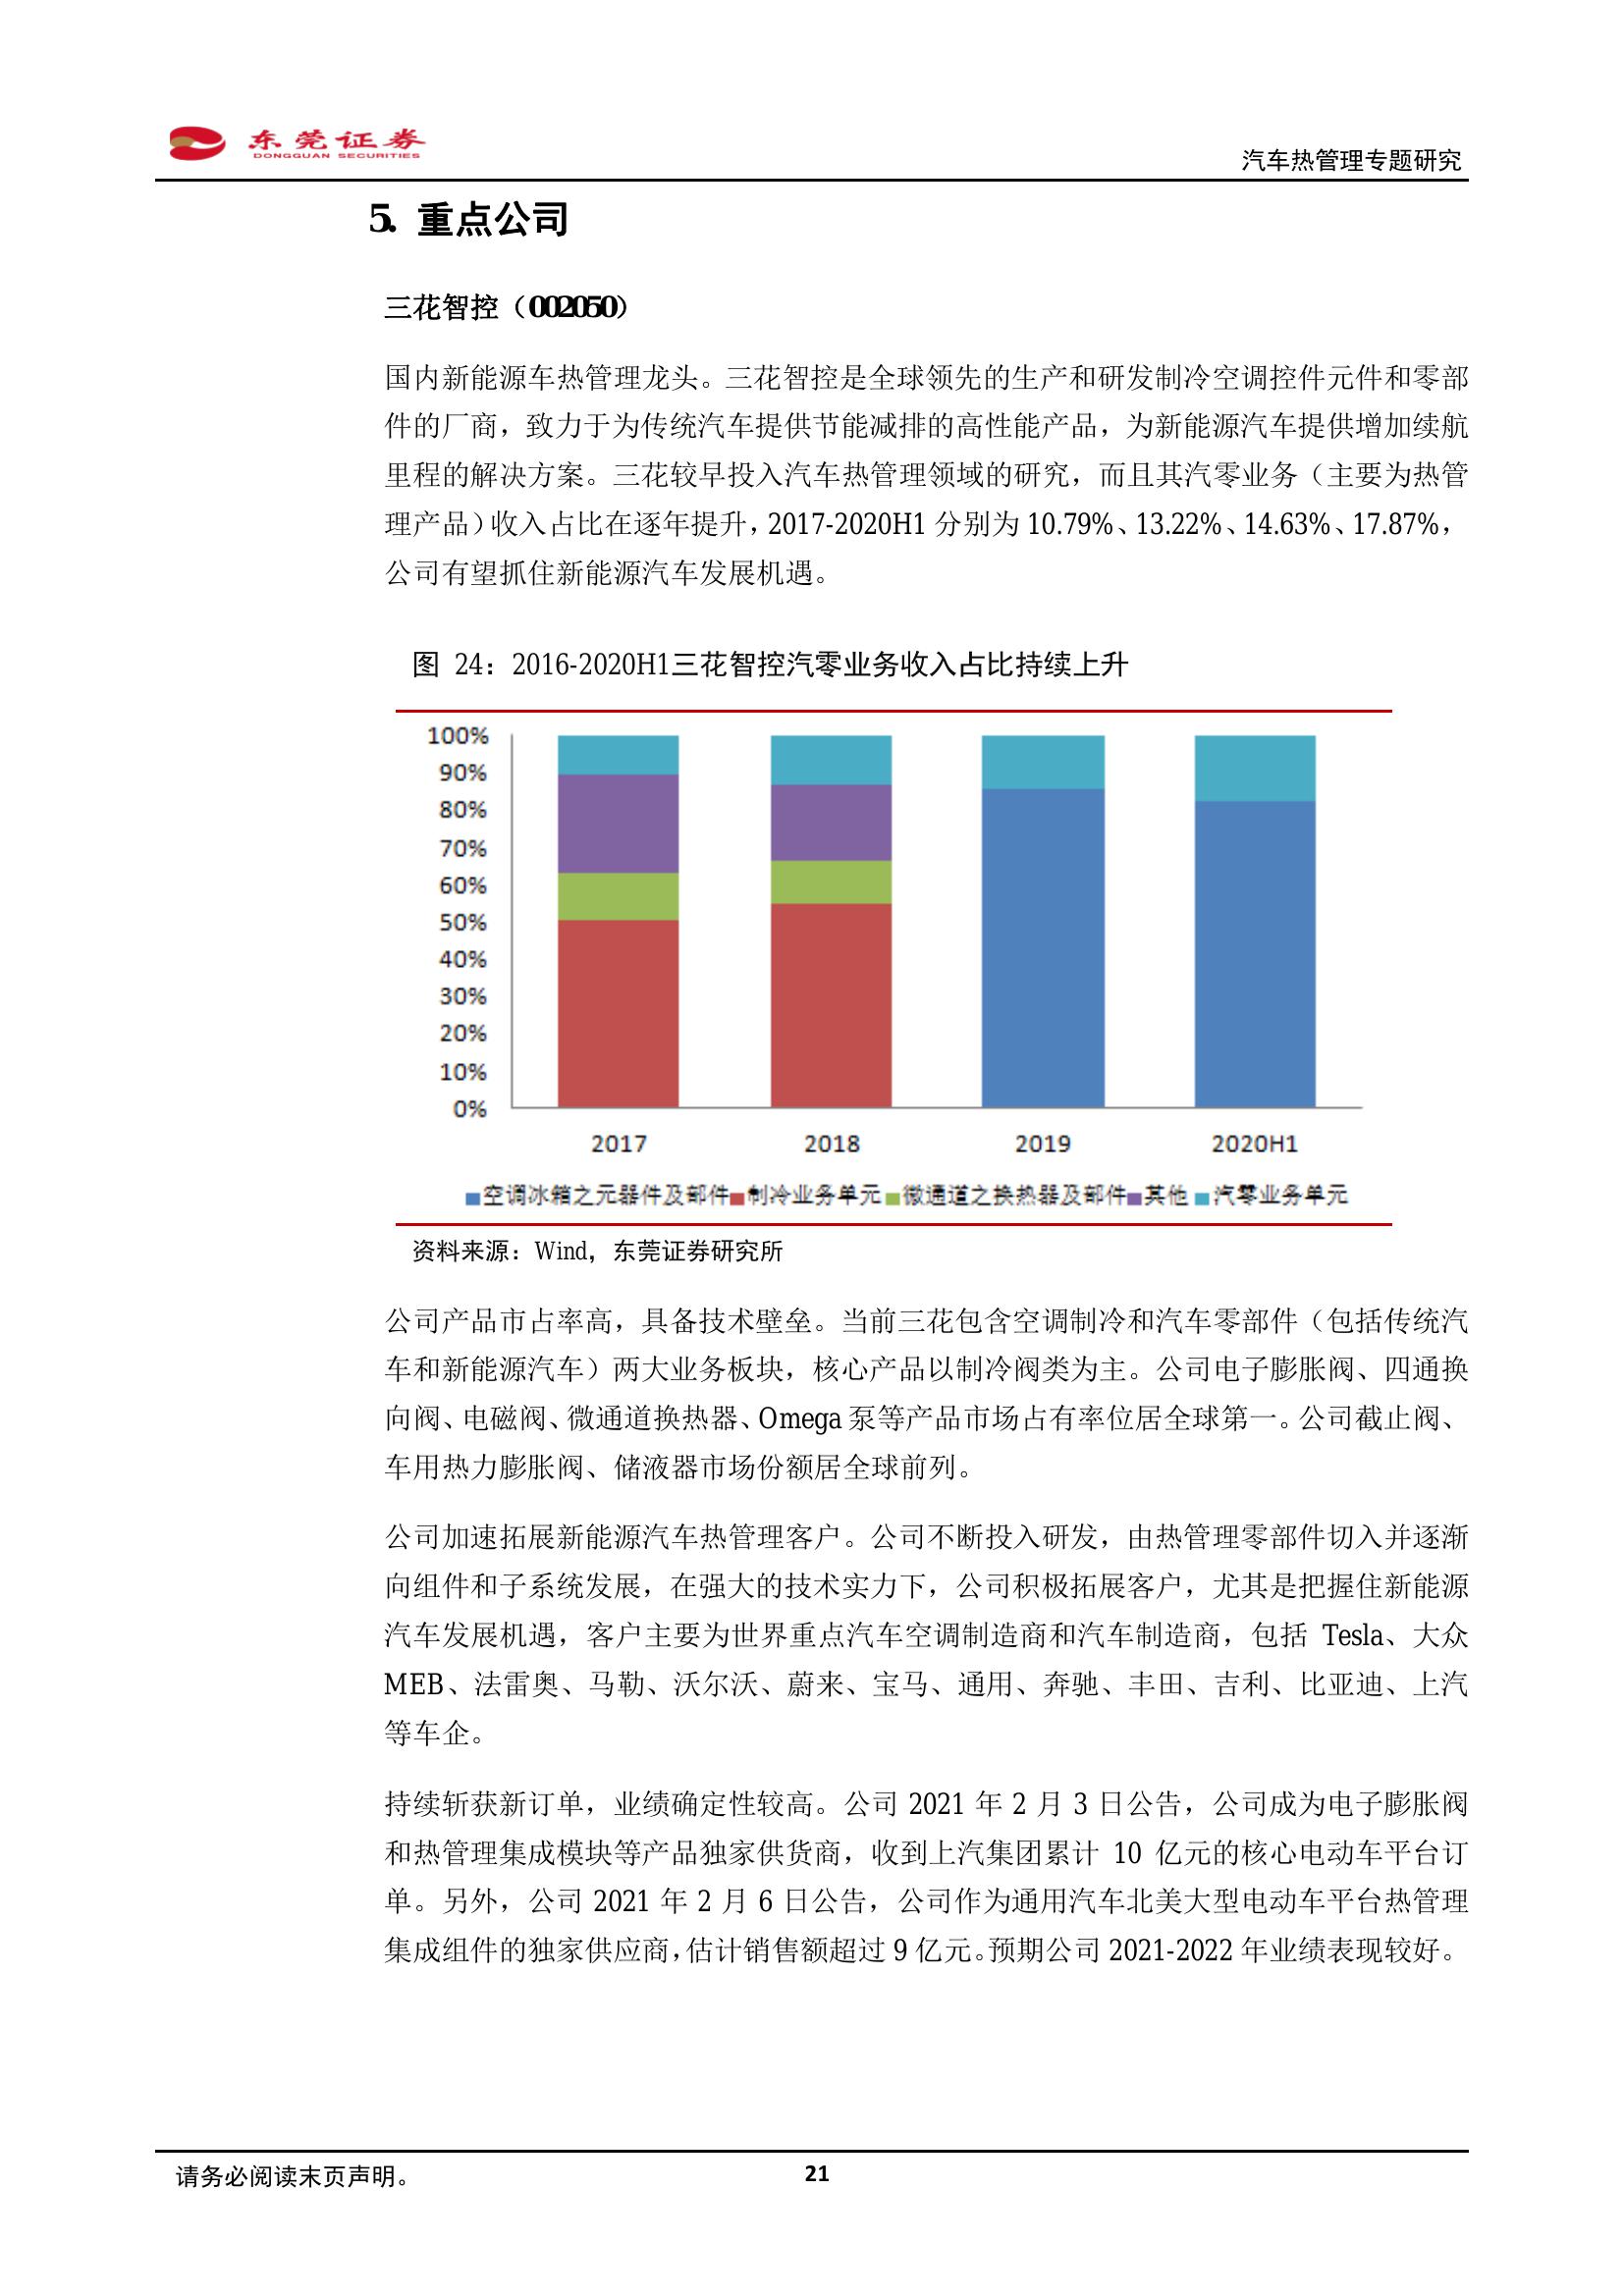 东莞证券
DONGGUAN SECURITIES
汽车热管理专题研究
5. 重点公司
三花智控（002050）
国内新能源车热管理龙头。三花智控是全球领先的生产和研发制冷空调控件元件和零部
件的厂商，致力于为传统汽车提供节能减排的高性能产品，为新能源汽车提供增加续航
里程的解决方案。三花较早投入汽车热管理领域的研究，而且其汽零业务（主要为热管
理产品）收入占比在逐年提升，2017-2020H1 分别为 10.79%、13.22%、14.63%、17.87%，
公司有望抓住新能源汽车发展机遇。
图 24：2016-2020H1三花智控汽零业务收入占比持续上升
100%
90%
80%
70%
60%
50%
40%
30%
20%
10%
0%
2017 2018 2019 2020H1
空调冰箱之元器件及部件 制冷业务单元 微通道之换热器及部件 其他 汽零业务单元
资料来源：Wind，东莞证券研究所
公司产品市占率高，具备技术壁垒。当前三花包含空调制冷和汽车零部件（包括传统汽
车和新能源汽车）两大业务板块，核心产品以制冷阀类为主。公司电子膨胀阀、四通换
向阀、电磁阀、微通道换热器、Omega 泵等产品市场占有率位居全球第一。公司截止阀、
车用热力膨胀阀、储液器市场份额居全球前列。
公司加速拓展新能源汽车热管理客户。公司不断投入研发，由热管理零部件切入并逐渐
向组件和子系统发展，在强大的技术实力下，公司积极拓展客户，尤其是把握住新能源
汽车发展机遇，客户主要为世界重点汽车空调制造商和汽车制造商，包括 Tesla、大众
MEB、法雷奥、马勒、沃尔沃、蔚来、宝马、通用、奔驰、丰田、吉利、比亚迪、上汽
等车企。
持续斩获新订单，业绩确定性较高。公司 2021 年 2 月 3 日公告，公司成为电子膨胀阀
和热管理集成模块等产品独家供货商，收到上汽集团累计 10 亿元的核心电动车平台订
单。另外，公司 2021 年 2 月 6 日公告，公司作为通用汽车北美大型电动车平台热管理
集成组件的独家供应商，估计销售额超过 9 亿元。预期公司 2021-2022 年业绩表现较好。
请务必阅读末页声明。
21